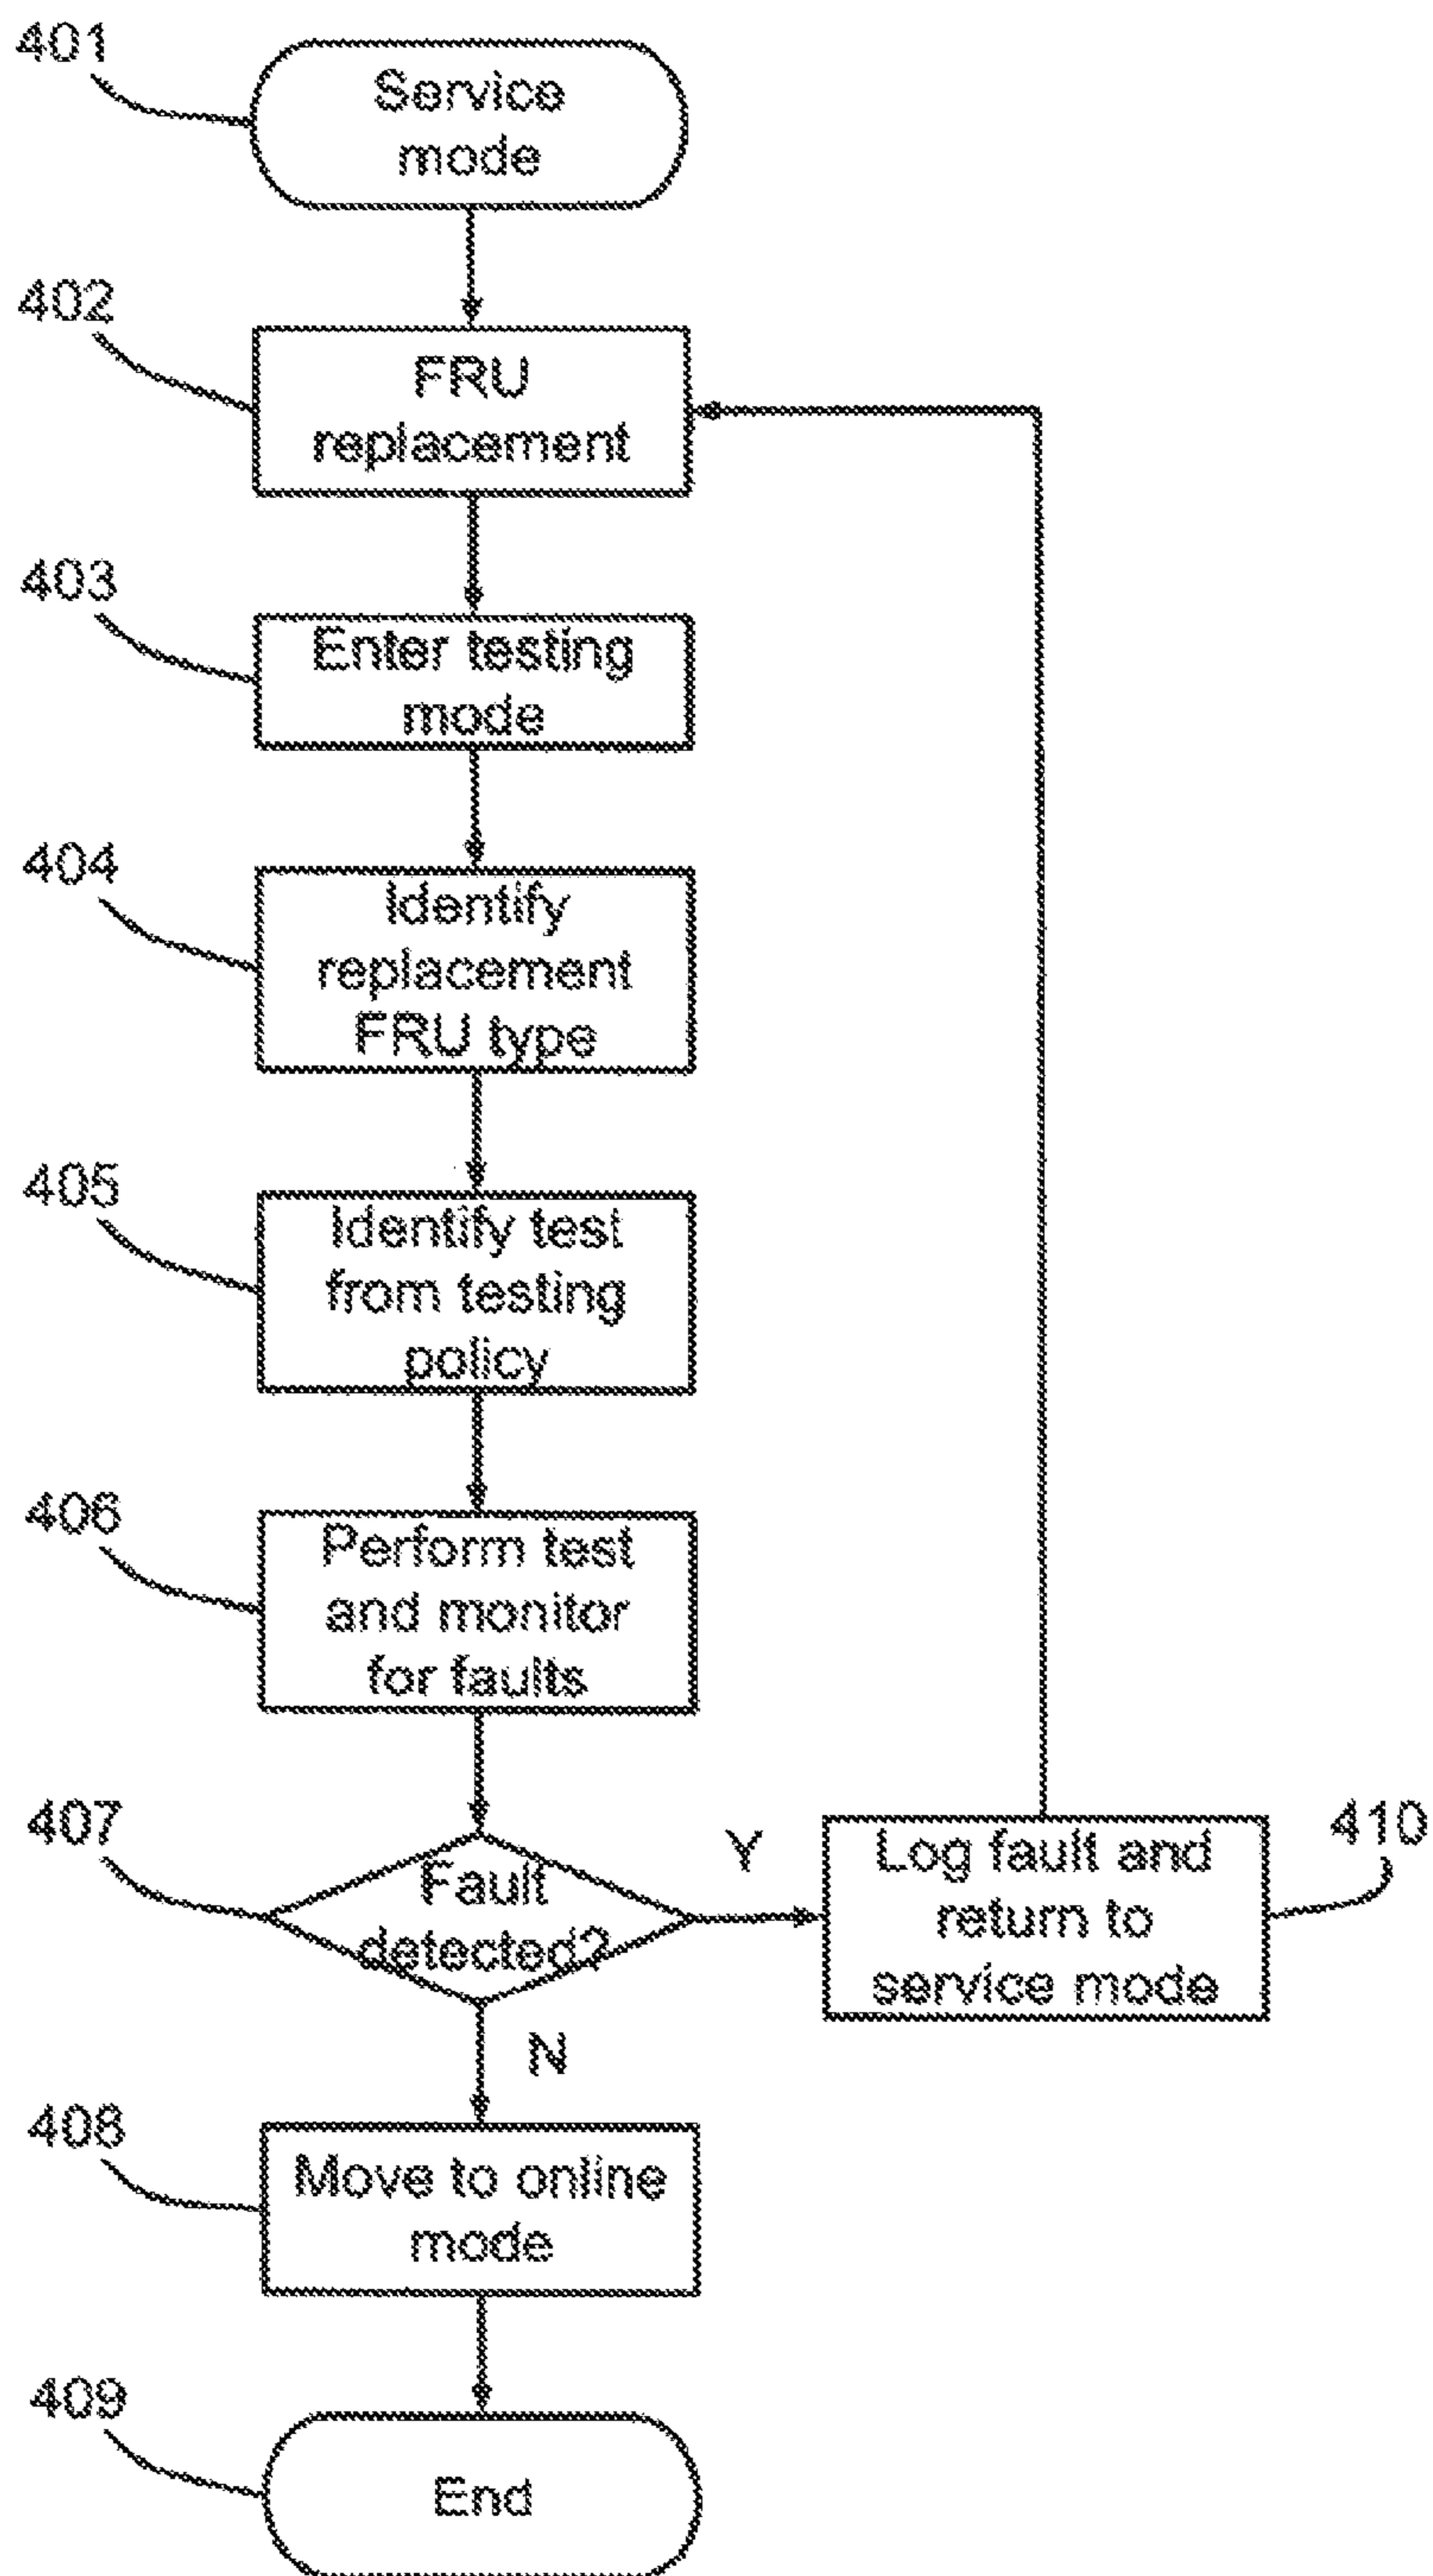 401
Service
mode
402
FRU
replacement
403
Enter testing
mode
404
Identify
replacement
FRU type
405
Identify test
from testing
policy
406
Perform test
and monitor
for faults
407
Fault
detected?
Y
Log fault and
return to
service mode
410
N
408
Move to online
mode
409
End